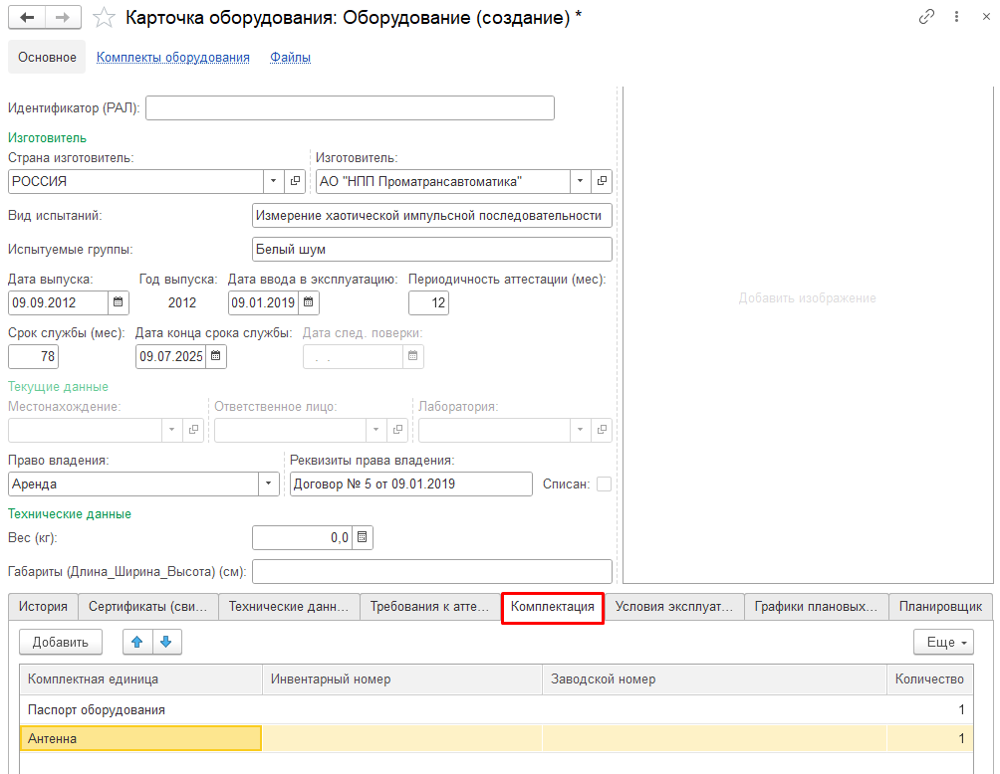 Карточка оборудования: Оборудование (создание) *
Основное Комплекты оборудования Файлы
Идентификатор (РАЛ):
Изготовитель
Страна изготовитель: Изготовитель:
РОССИЯ АО "НПП Проматрансавтоматика"
Вид испытаний: Измерение хаотической импульсной последовательности
Испытуемые группы: Белый шум
Дата выпуска: Год выпуска: Дата ввода в эксплуатацию: Периодичность аттестации (мес):
09.09.2012 2012 09.01.2019 12
Добавить изображение
Срок службы (мес): Дата конца срока службы: Дата след. поверки:
78 09.07.2025 . .
Текущие данные
Местонахождение: Ответственное лицо: Лаборатория:
Право владения: Реквизиты права владения:
Аренда Договор № 5 от 09.01.2019 Списан:
Технические данные
Вес (кг): 0,0
Габариты (Длина_Ширина_Высота) (см):
История Сертификаты (сви... Технические данн... Требования к атте... Комплектация Условия эксплуат... Графики плановых... Планировщик
Добавить Еще
Комплектная единица Инвентарный номер Заводской номер Количество
Паспорт оборудования 1
Антенна 1